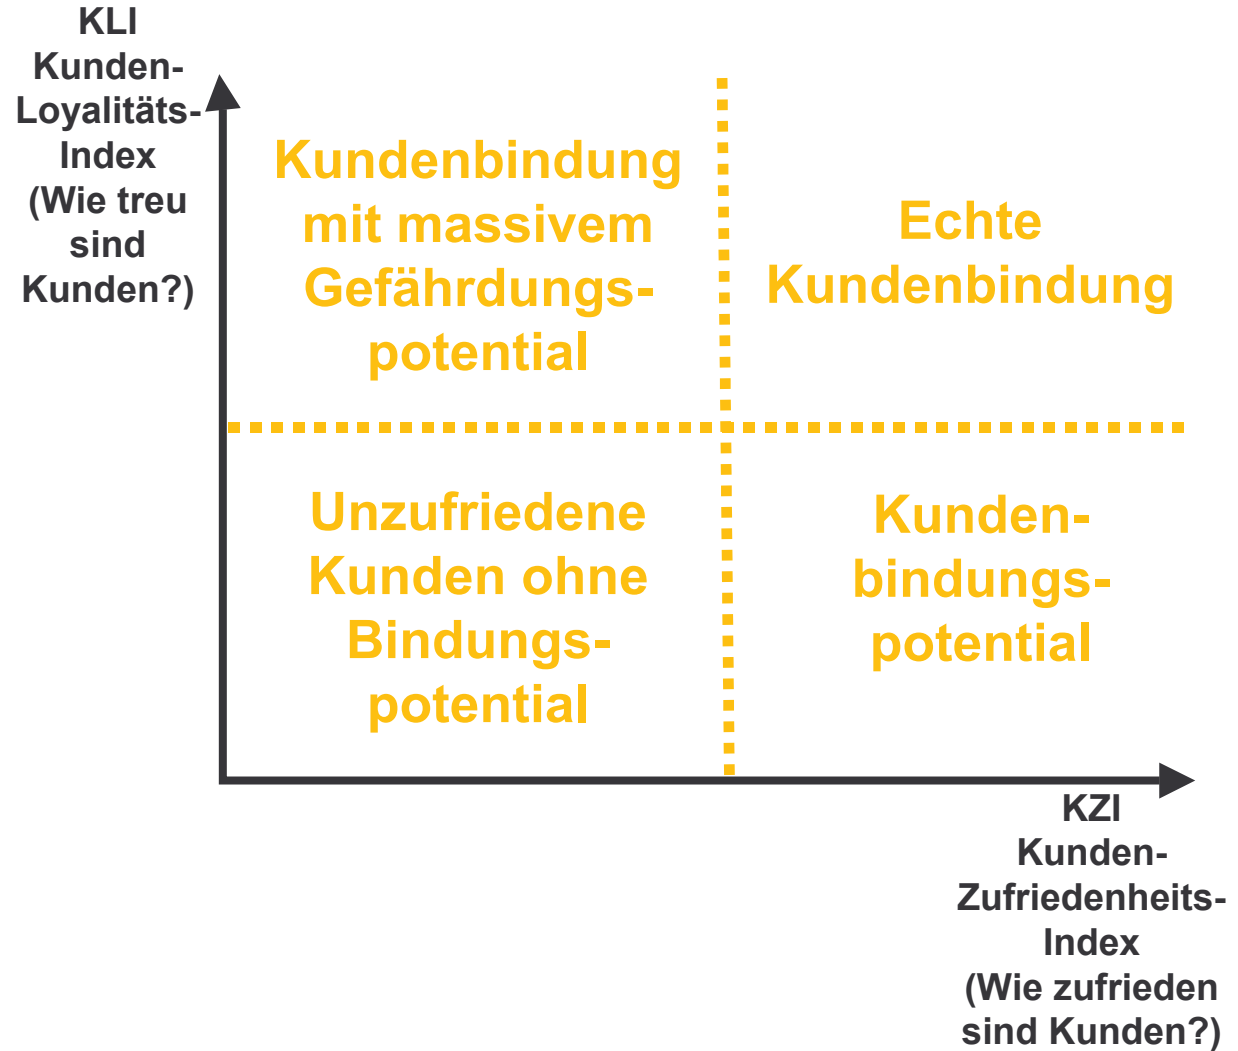 KLI
Kunden-
Loyalitäts-
Index
(Wie treu
sind
Kunden?)
Kundenbindung
mit massivem
Gefährdungs-
potential
Echte
Kundenbindung
Unzufriedene
Kunden ohne
Bindungs-
potential
Kunden-
bindungs-
potential
KZI
Kunden-
Zufriedenheits-
Index
(Wie zufrieden
sind Kunden?)